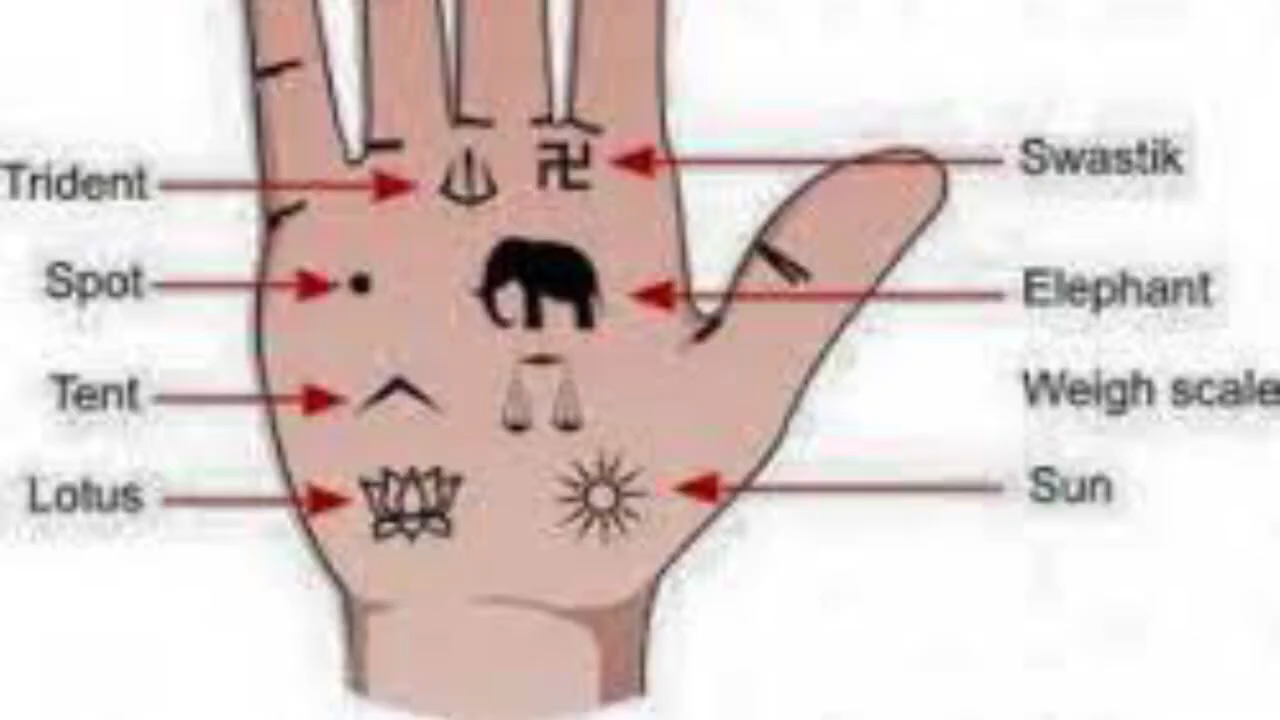 Trident
Swastik
Spot
Elephant
Tent
Weigh scale
Lotus
Sun